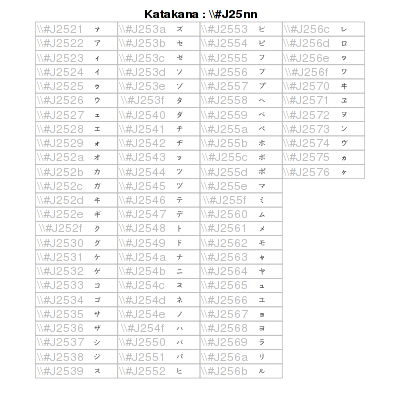 Katakana : \\#J25nn
\\#J2521 ァ \\#J253a ズ \\#J2553 ビ \\#J256c レ
\\#J2522 ア \\#J253b セ \\#J2554 ピ \\#J256d ロ
\\#J2523 ィ \\#J253c ゼ \\#J2555 フ \\#J256e ヮ
\\#J2524 イ \\#J253d ソ \\#J2556 ブ \\#J256f ワ
\\#J2525 ゥ \\#J253e ゾ \\#J2557 プ \\#J2570 ヰ
\\#J2526 ウ \\#J253f タ \\#J2558 ヘ \\#J2571 ヱ
\\#J2527 ェ \\#J2540 ダ \\#J2559 ベ \\#J2572 ヲ
\\#J2528 エ \\#J2541 チ \\#J255a ペ \\#J2573 ン
\\#J2529 ォ \\#J2542 ヂ \\#J255b ホ \\#J2574 ヴ
\\#J252a オ \\#J2543 ッ \\#J255c ボ \\#J2575 ヵ
\\#J252b カ \\#J2544 ツ \\#J255d ポ \\#J2576 ヶ
\\#J252c ガ \\#J2545 ヅ \\#J255e マ
\\#J252d キ \\#J2546 テ \\#J255f ミ
\\#J252e ギ \\#J2547 デ \\#J2560 ム
\\#J252f ク \\#J2548 ト \\#J2561 メ
\\#J2530 グ \\#J2549 ド \\#J2562 モ
\\#J2531 ケ \\#J254a ナ \\#J2563 ャ
\\#J2532 ゲ \\#J254b ニ \\#J2564 ヤ
\\#J2533 コ \\#J254c ヌ \\#J2565 ュ
\\#J2534 ゴ \\#J254d ネ \\#J2566 ユ
\\#J2535 サ \\#J254e ノ \\#J2567 ョ
\\#J2536 ザ \\#J254f ハ \\#J2568 ヨ
\\#J2537 シ \\#J2550 バ \\#J2569 ラ
\\#J2538 ジ \\#J2551 パ \\#J256a リ
\\#J2539 ス \\#J2552 ヒ \\#J256b ル